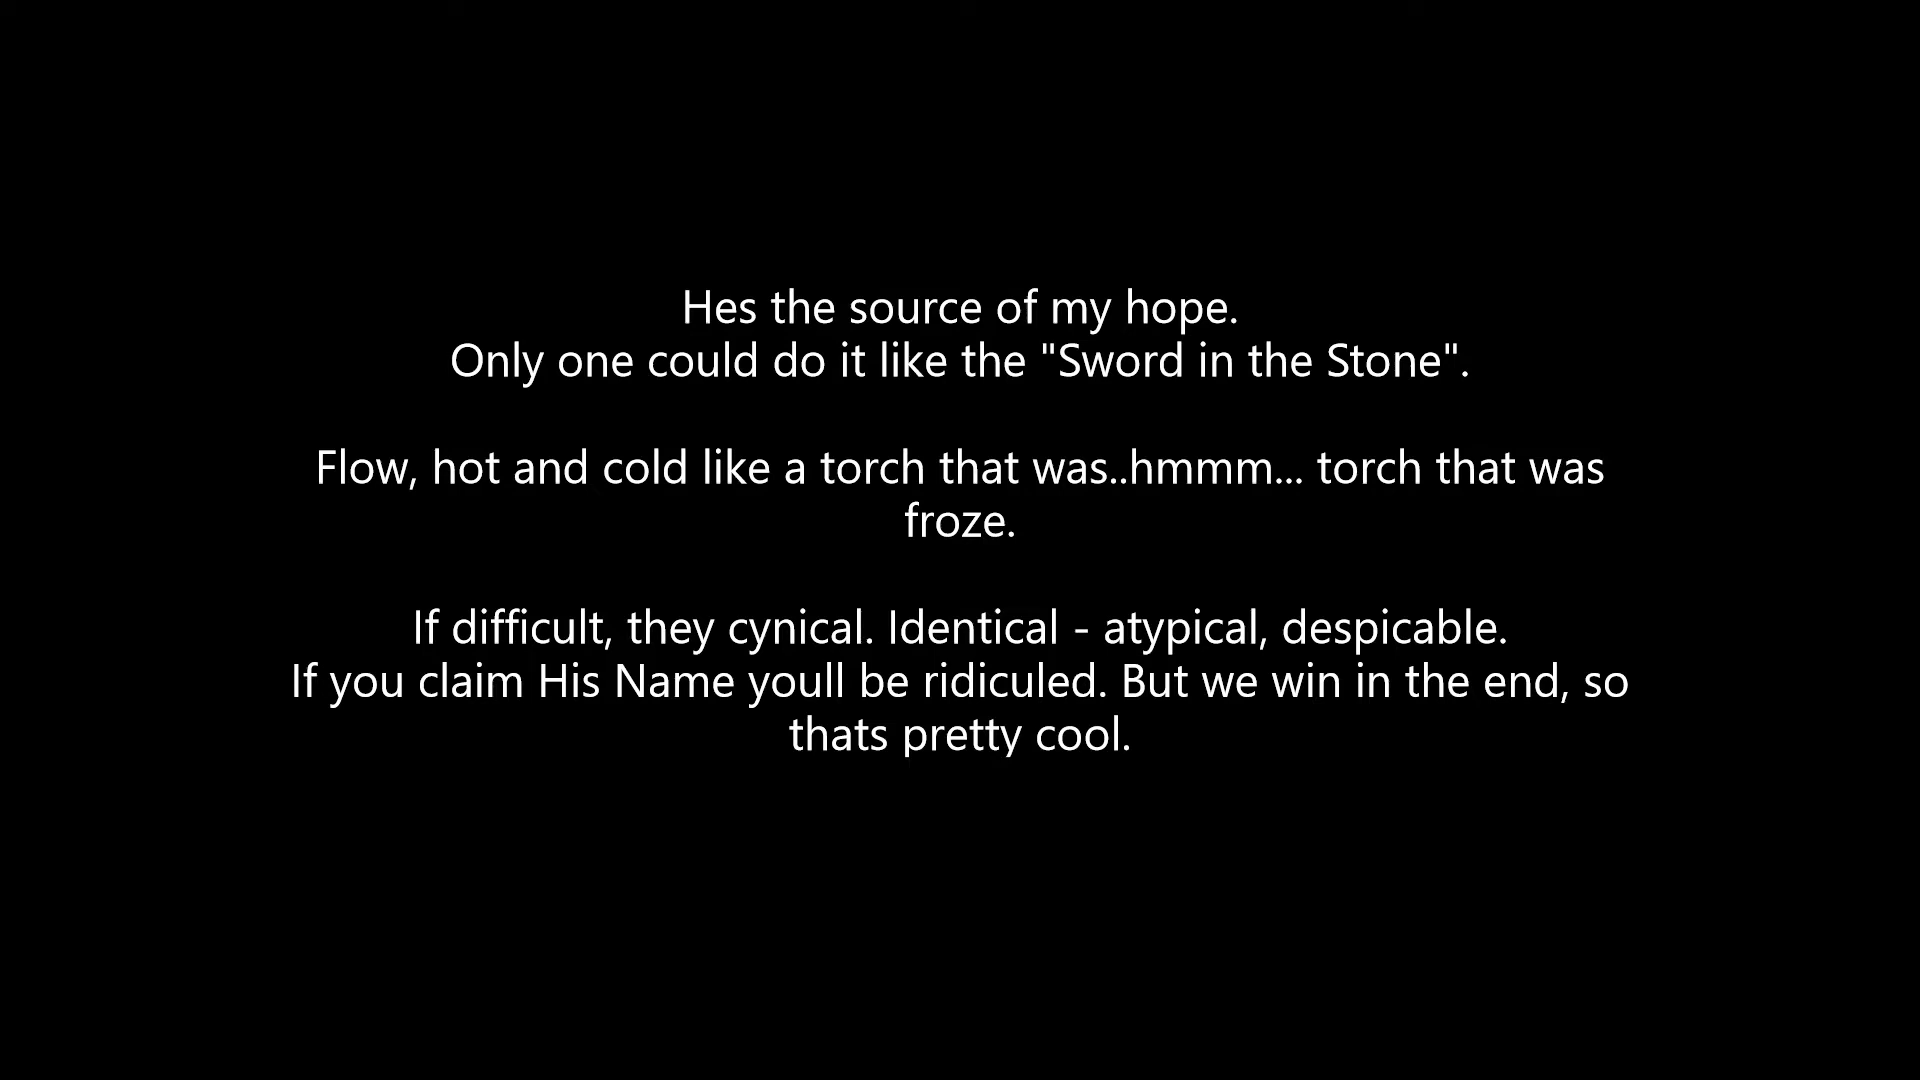 Hes the source of my hope.
Only one could do it like the "Sword in the Stone".
Flow, hot and cold like a torch that was..hmmm... torch that was
froze.
If difficult, they cynical. Identical - atypical, despicable.
If you claim His Name youll be ridiculed. But we win in the end, so
thats pretty cool.